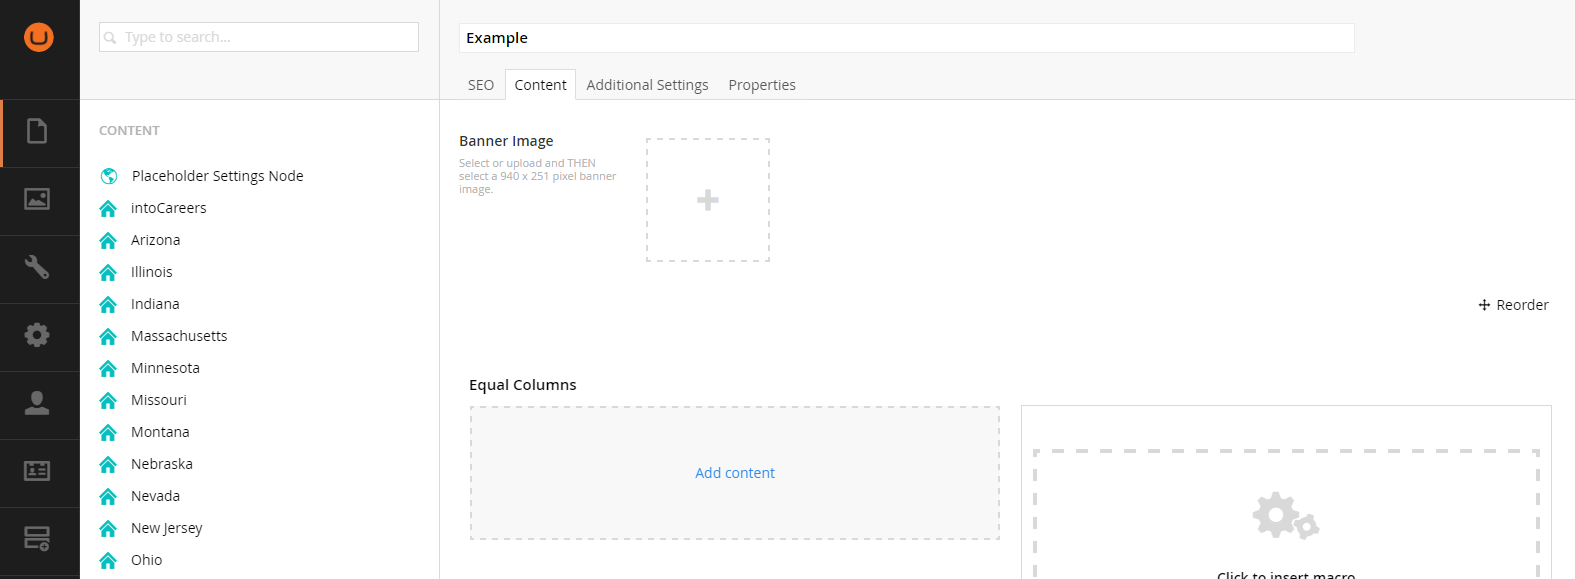 Type to search...
Example
SEO Content Additional Settings Properties
CONTENT
Placeholder Settings Node
intoCareers
Arizona
Illinois
Indiana
Massachusetts
Minnesota
Missouri
Montana
Nebraska
Nevada
New Jersey
Ohio
Banner Image
Select or upload and THEN
select a 940 x 251 pixel banner
image.
Reorder
Equal Columns
Add content
Click to insert macro